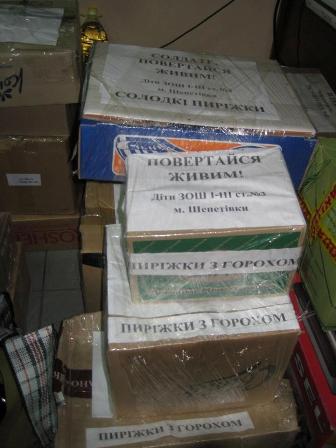 СОЛДАТЕ
ПОВЕРТАЙСЯ
ЖИВИМ!
Діти ЗОШ І-ІІІ ст.№3
м. Шепетівка
СОЛОДКІ ПИРІЖКИ
ПОВЕРТАЙСЯ
ЖИВИМ!
Діти ЗОШ І-ІІІ ст.№3
м. Шепетівки
ПИРІЖКИ З ГОРОХОМ
ПИРІЖКИ З ГОРОХОМ
ПИРІЖКИ З ГОРОХОМ